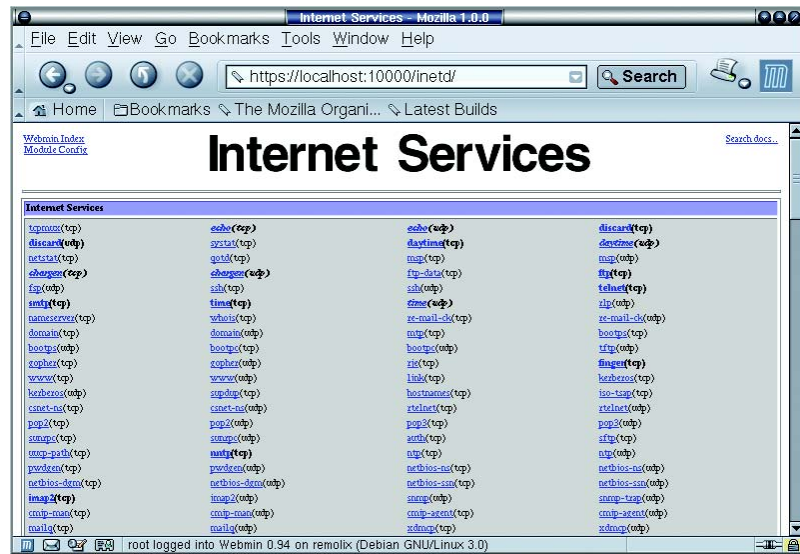 Internet Services - Mozilla 1.0.0
File Edit View Go Bookmarks Tools Window Help
https://localhost:10000/inetd/ Search
Home Bookmarks The Mozilla Organi... Latest Builds
Webmin Index
Module Config
Internet Services
Search docs..
Internet Services
tcpmux(tcp) echo(tcp) echo(udp) discard(tcp)
discard(udp) systat(tcp) daytime(tcp) daytime(udp)
netstat(tcp) qotd(tcp) msp(tcp) msp(udp)
chargen(tcp) chargen(udp) ftp-data(tcp) ftp(tcp)
fsp(udp) ssh(tcp) ssh(udp) telnet(tcp)
smtp(tcp) time(tcp) time(udp) rlp(udp)
nameserver(tcp) whois(tcp) re-mail-ck(tcp) re-mail-ck(udp)
domain(tcp) domain(udp) mtp(tcp) bootps(tcp)
bootps(udp) bootpc(tcp) bootpc(udp) tftp(udp)
gopher(tcp) gopher(udp) rje(tcp) finger(tcp)
www(tcp) www(udp) link(tcp) kerberos(tcp)
kerberos(udp) supdup(tcp) hostnames(tcp) iso-tsap(tcp)
csnet-ns(tcp) csnet-ns(udp) rtelnet(tcp) rtelnet(udp)
pop2(tcp) pop2(udp) pop3(tcp) pop3(udp)
sunrpc(tcp) sunrpc(udp) auth(tcp) sftp(tcp)
uucp-path(tcp) nntp(tcp) ntp(tcp) ntp(udp)
pwdgen(tcp) pwdgen(udp) netbios-ns(tcp) netbios-ns(udp)
netbios-dgm(tcp) netbios-dgm(udp) netbios-ssn(tcp) netbios-ssn(udp)
imap2(tcp) imap2(udp) snmp(udp) snmp-trap(udp)
cmip-man(tcp) cmip-man(udp) cmip-agent(tcp) cmip-agent(udp)
mailq(tcp) mailq(udp) xdmcp(tcp) xdmcp(udp)
root logged into Webmin 0.94 on remolix (Debian GNU/Linux 3.0)